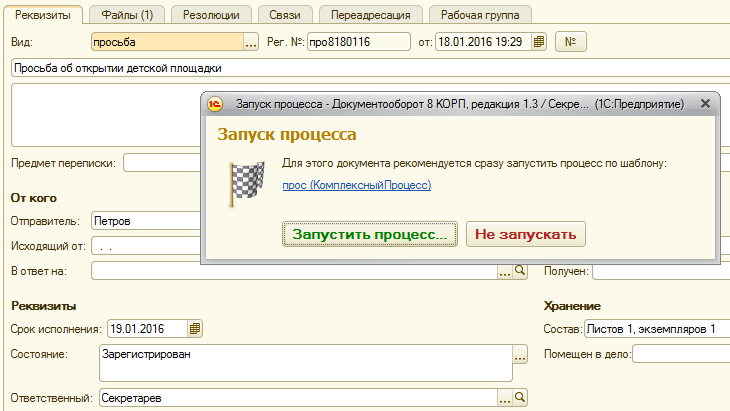 Реквизиты Файлы (1) Резолюции Связи Переадресация Рабочая группа
Вид: просьба ... Рег. №: про8180116 от: 18.01.2016 19:29 №
Просьба об открытии детской площадки
1С Запуск процесса - Документооборот 8 КОРП, редакция 1.3 / Секре... (1С:Предприятие)
Запуск процесса
Для этого документа рекомендуется сразу запустить процесс по шаблону:
прос (КомплексныйПроцесс)
Запустить процесс... Не запускать
Предмет переписки:
От кого
Отправитель: Петров
Исходящий от: . .
В ответ на: ... Получен:
Реквизиты Хранение
Срок исполнения: 19.01.2016 Состав: Листов 1, экземпляров 1
Состояние: Зарегистрирован ... Помещен в дело:
Ответственный: Секретарев ...